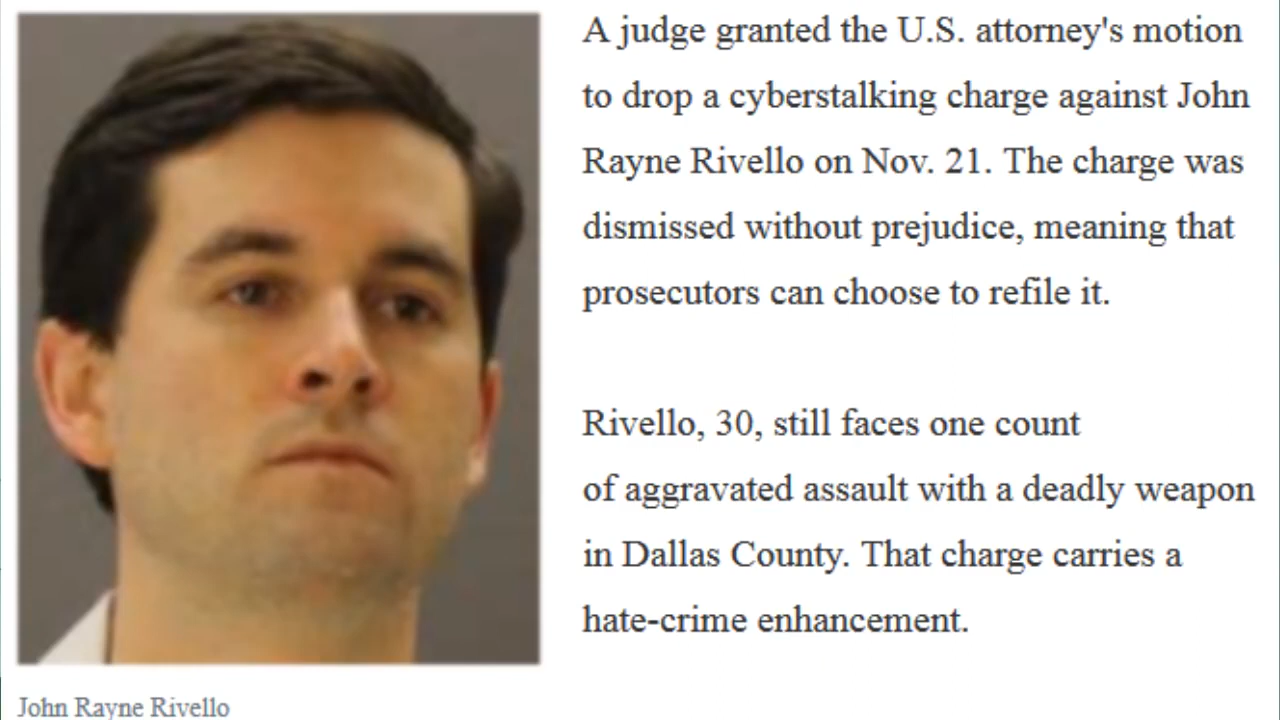 A judge granted the U.S. attorney's motion
to drop a cyberstalking charge against John
Rayne Rivello on Nov. 21. The charge was
dismissed without prejudice, meaning that
prosecutors can choose to refile it.
Rivello, 30, still faces one count
of aggravated assault with a deadly weapon
in Dallas County. That charge carries a
hate-crime enhancement.
John Rayne Rivello